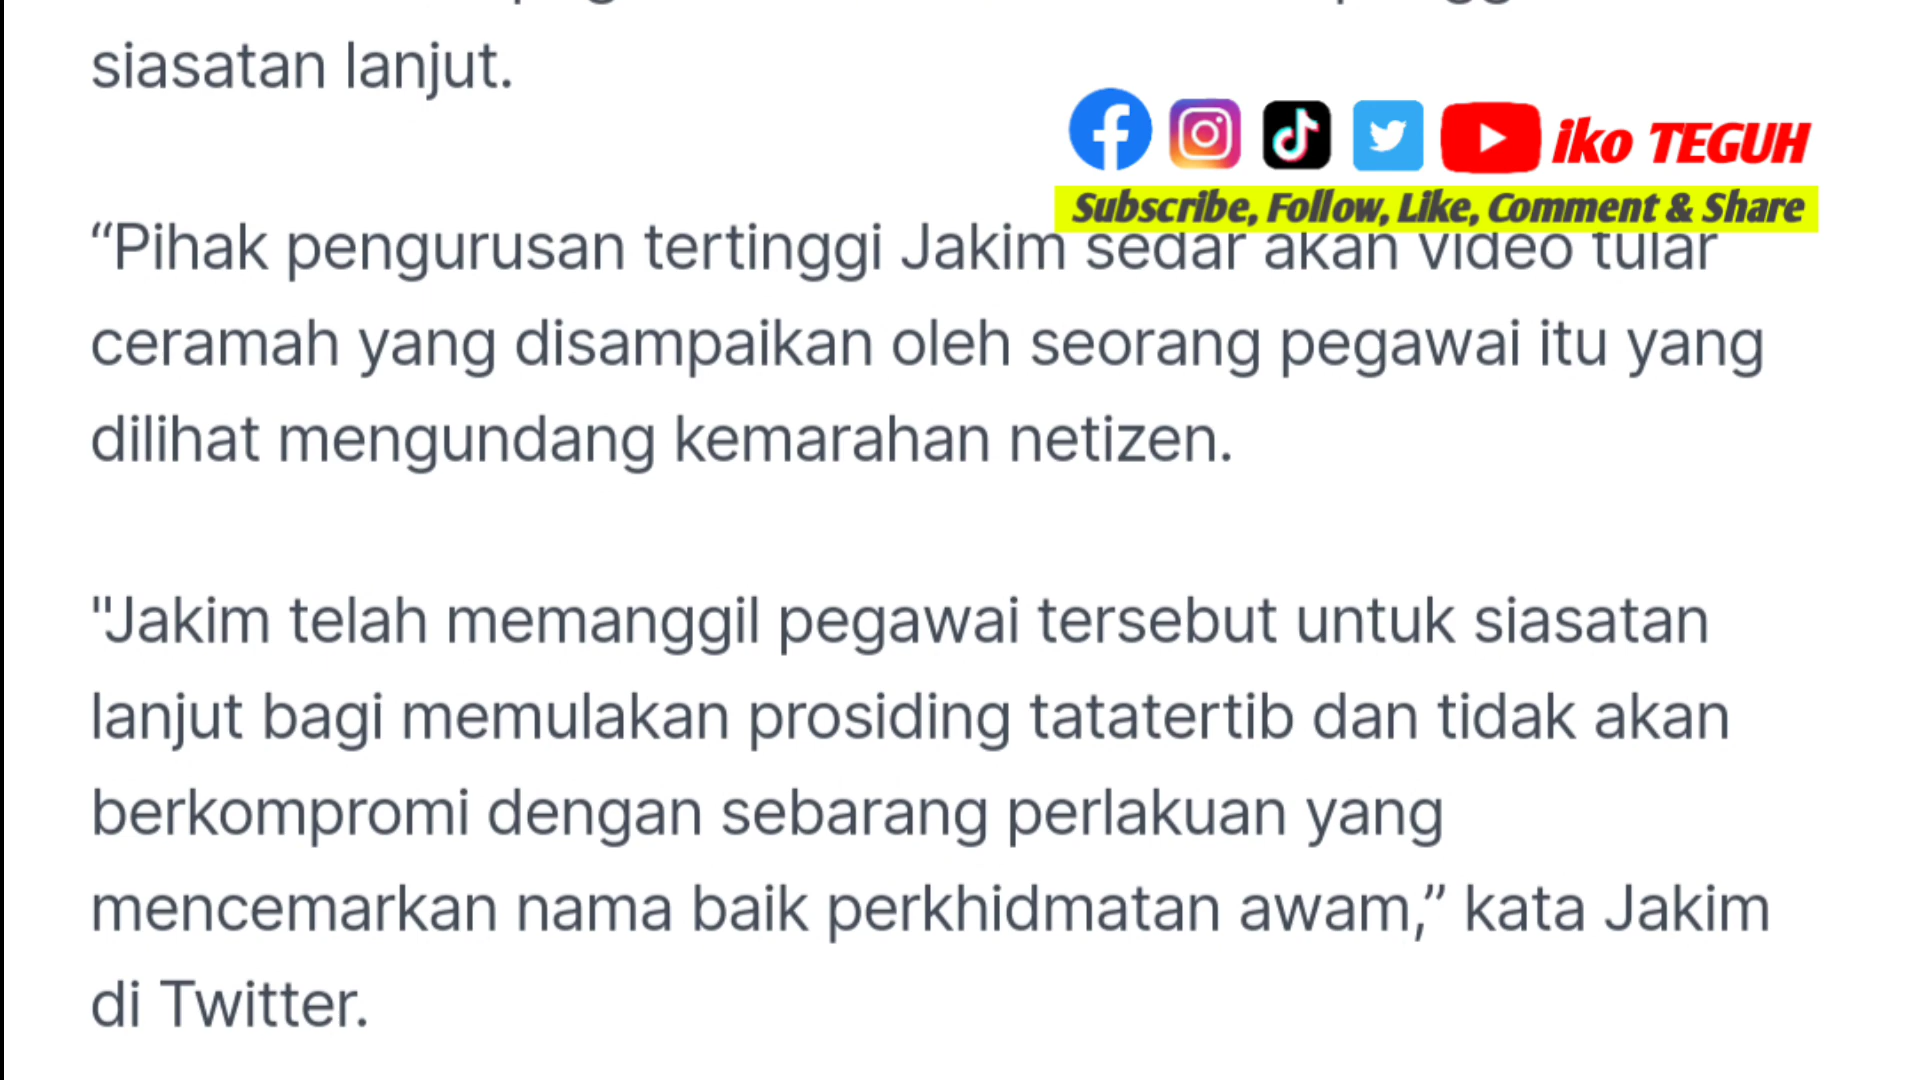 siasatan lanjut.
iko TEGUH
Subscribe, Follow, Like, Comment & Share
“Pihak pengurusan tertinggi Jakim sedar akan video tular
ceramah yang disampaikan oleh seorang pegawai itu yang
dilihat mengundang kemarahan netizen.
"Jakim telah memanggil pegawai tersebut untuk siasatan
lanjut bagi memulakan prosiding tatatertib dan tidak akan
berkompromi dengan sebarang perlakuan yang
mencemarkan nama baik perkhidmatan awam,” kata Jakim
di Twitter.